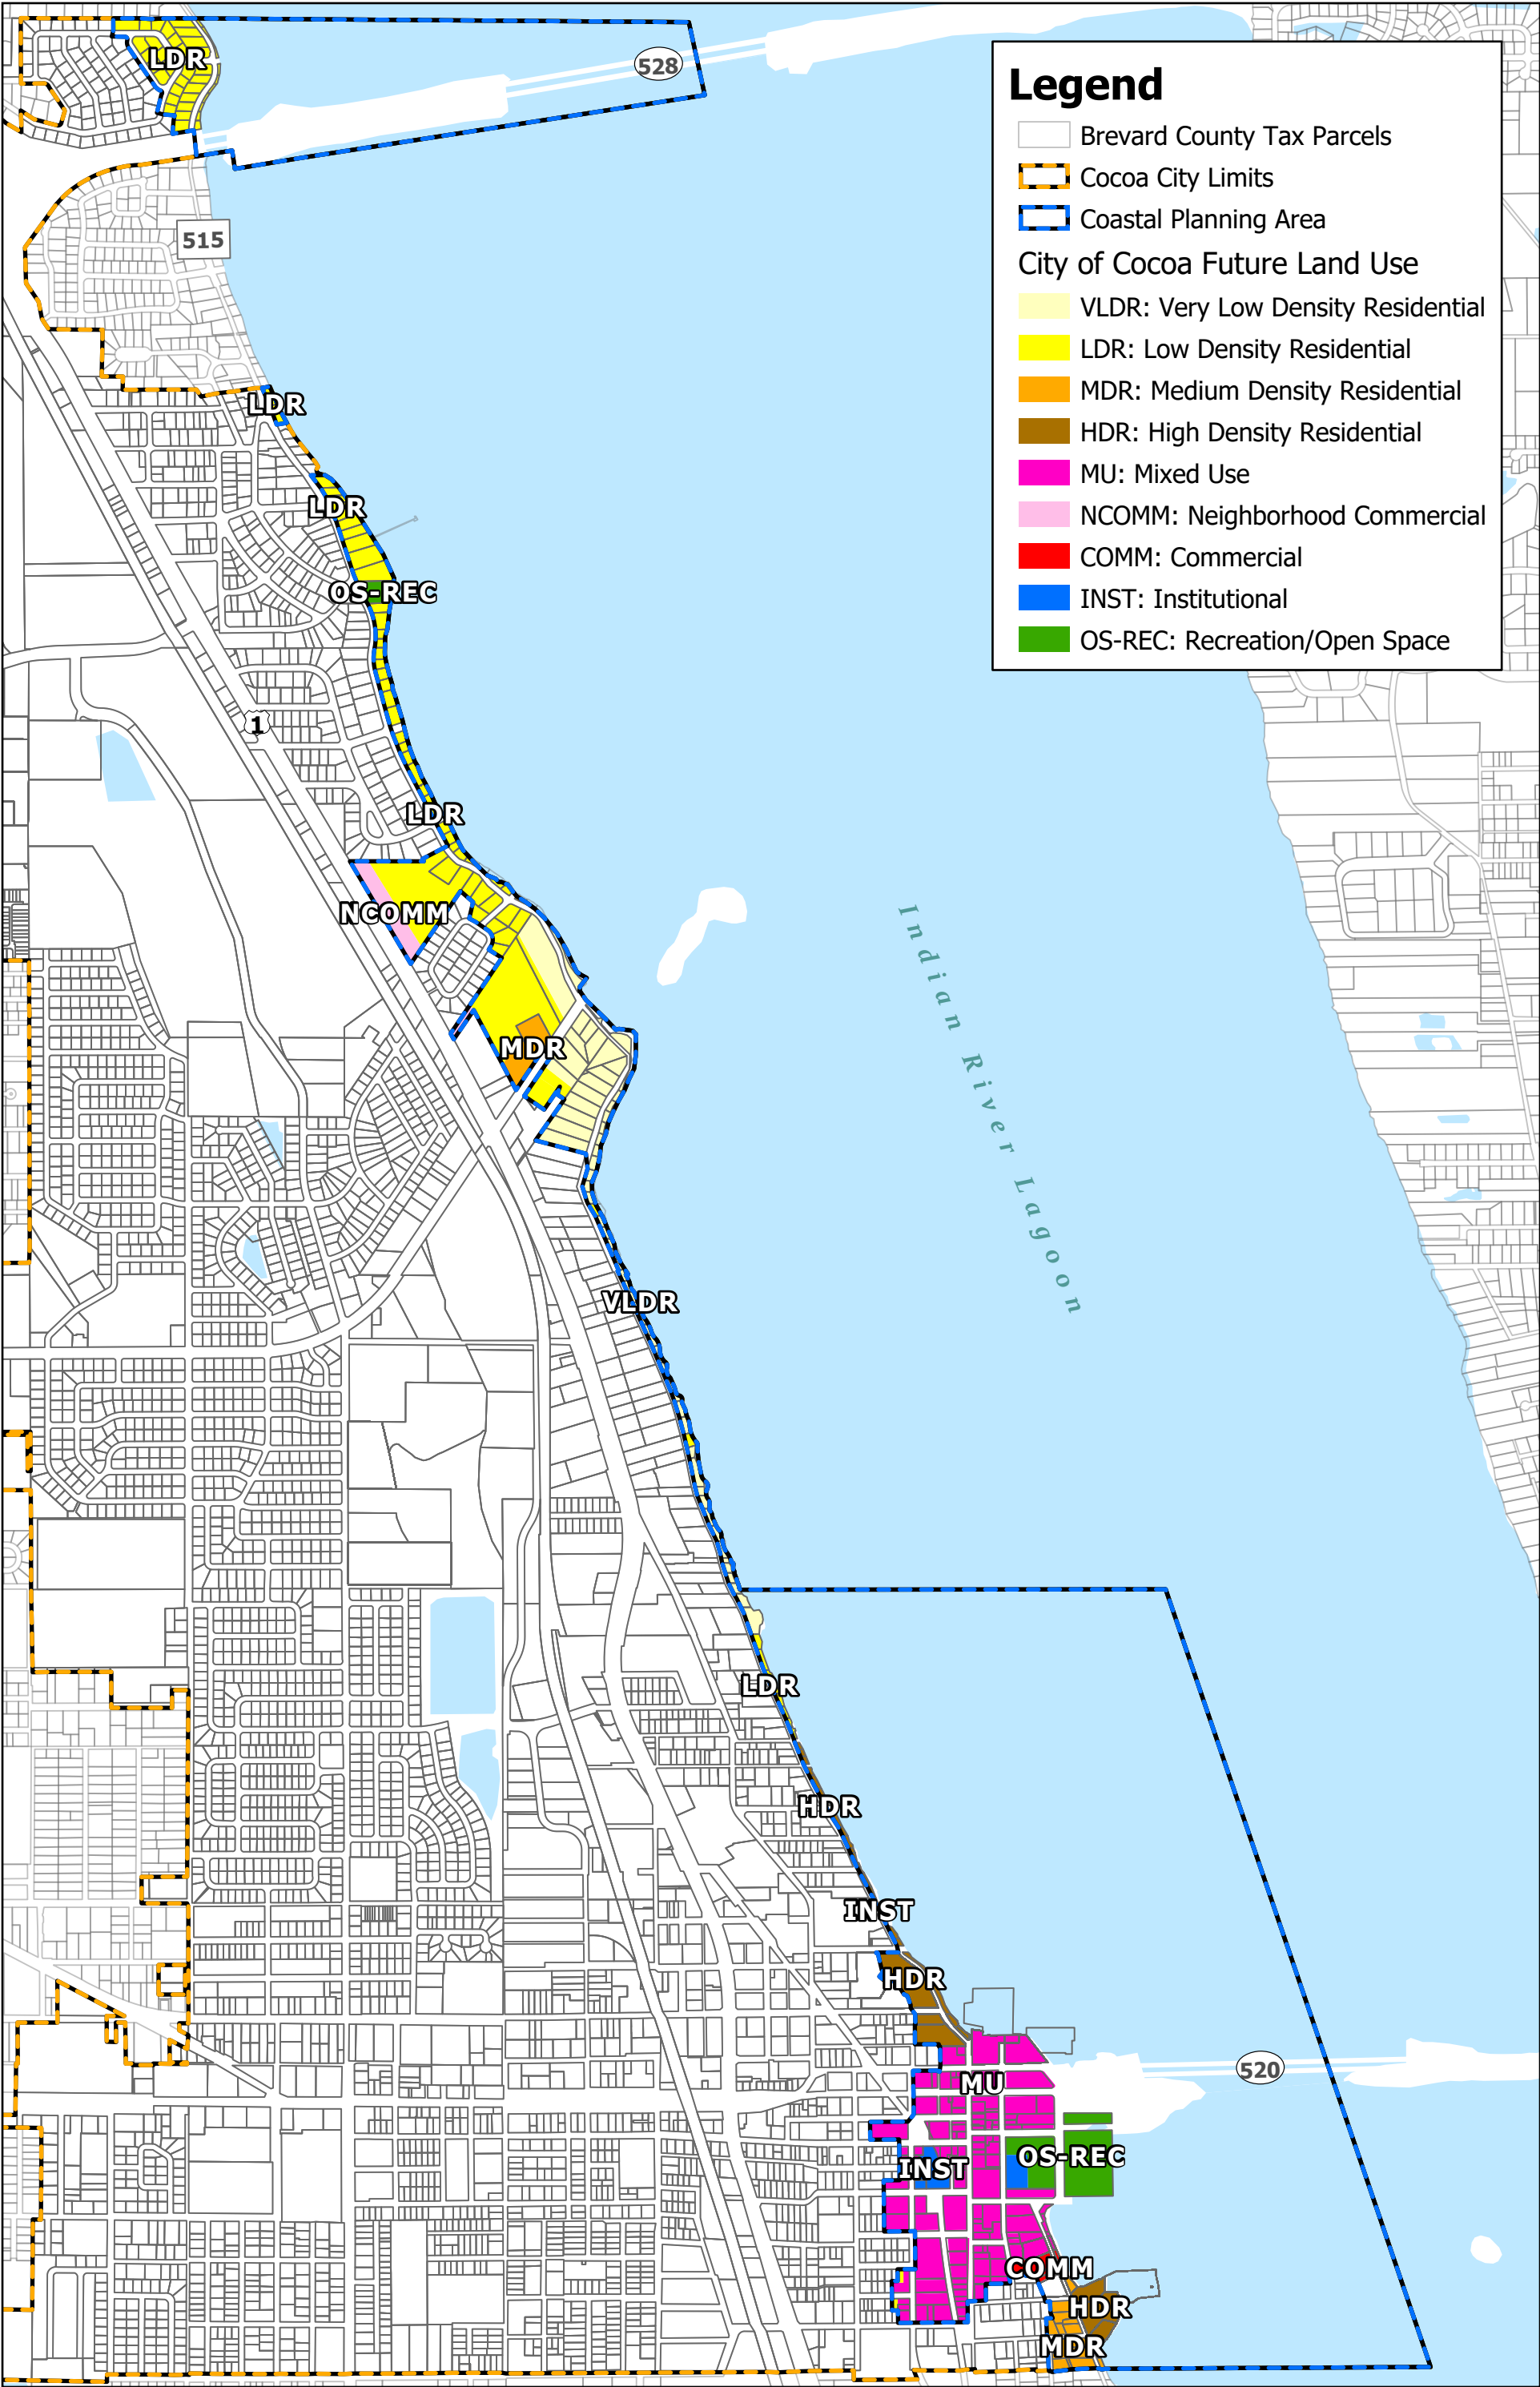 LDR
528
Legend
Brevard County Tax Parcels
Cocoa City Limits
Coastal Planning Area
City of Cocoa Future Land Use
VLDR: Very Low Density Residential
LDR: Low Density Residential
MDR: Medium Density Residential
HDR: High Density Residential
MU: Mixed Use
NCOMM: Neighborhood Commercial
COMM: Commercial
INST: Institutional
OS-REC: Recreation/Open Space
515
LDR
LDR
OS-REC
1
LDR
NCOMM
Indian River Lagoon
MDR
VLDR
LDR
HDR
INST
HDR
520
MU
OS-REC
INST
COMM
HDR
MDR